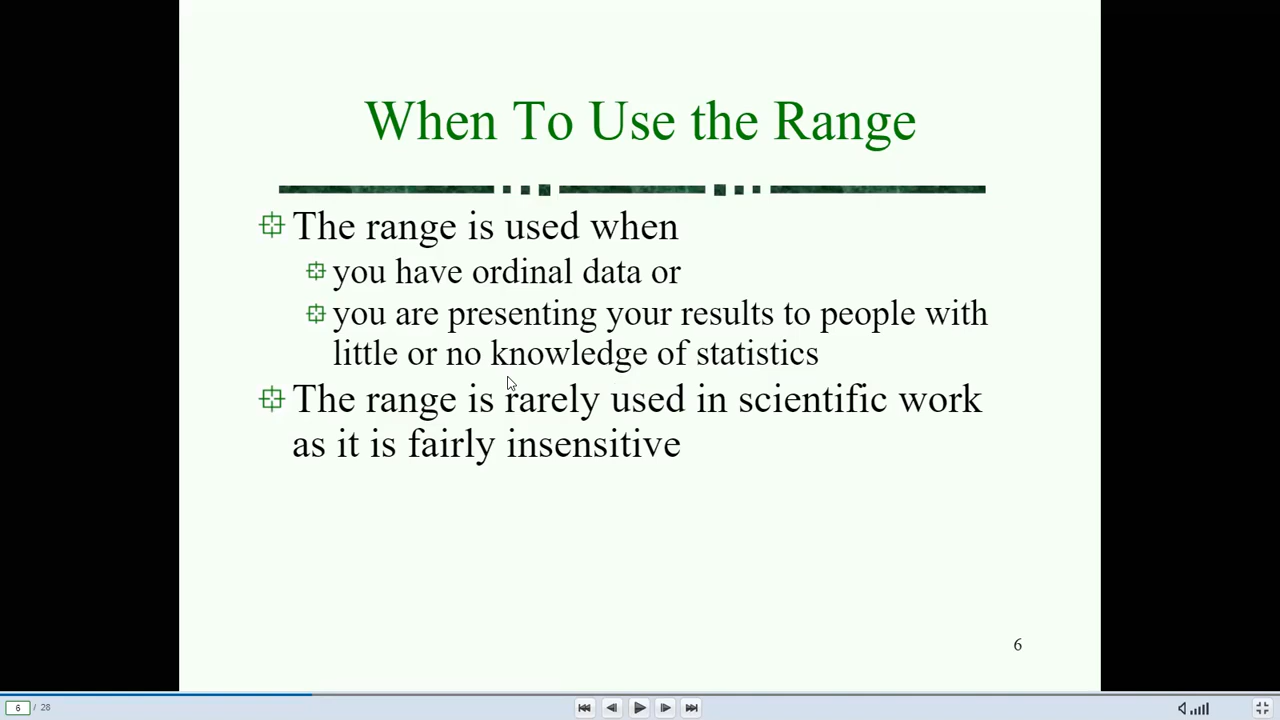 When To Use the Range
The range is used when
you have ordinal data or
you are presenting your results to people with
little or no knowledge of statistics
The range is rarely used in scientific work
as it is fairly insensitive
6
6 / 28